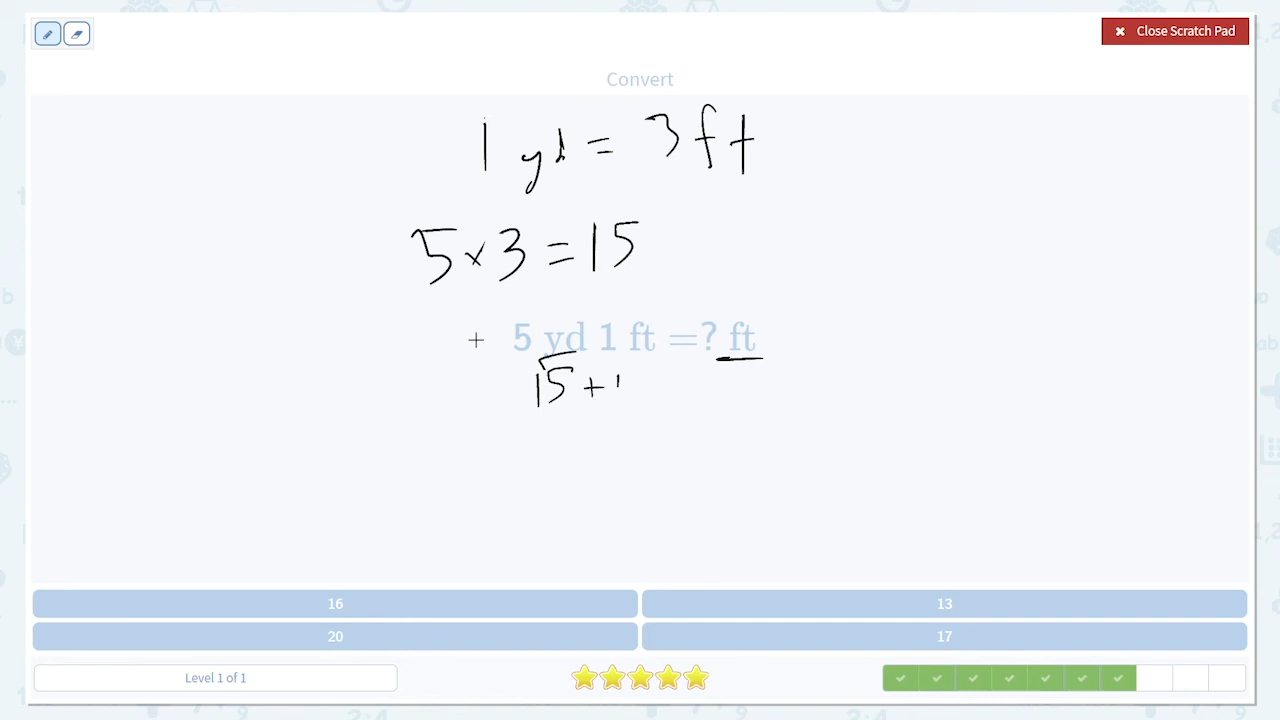 Close Scratch Pad
Convert
1 yd = 3 ft
5 × 3 = 15
5 yd 1 ft =? ft
15 + 1
16
13
20
17
Level 1 of 1